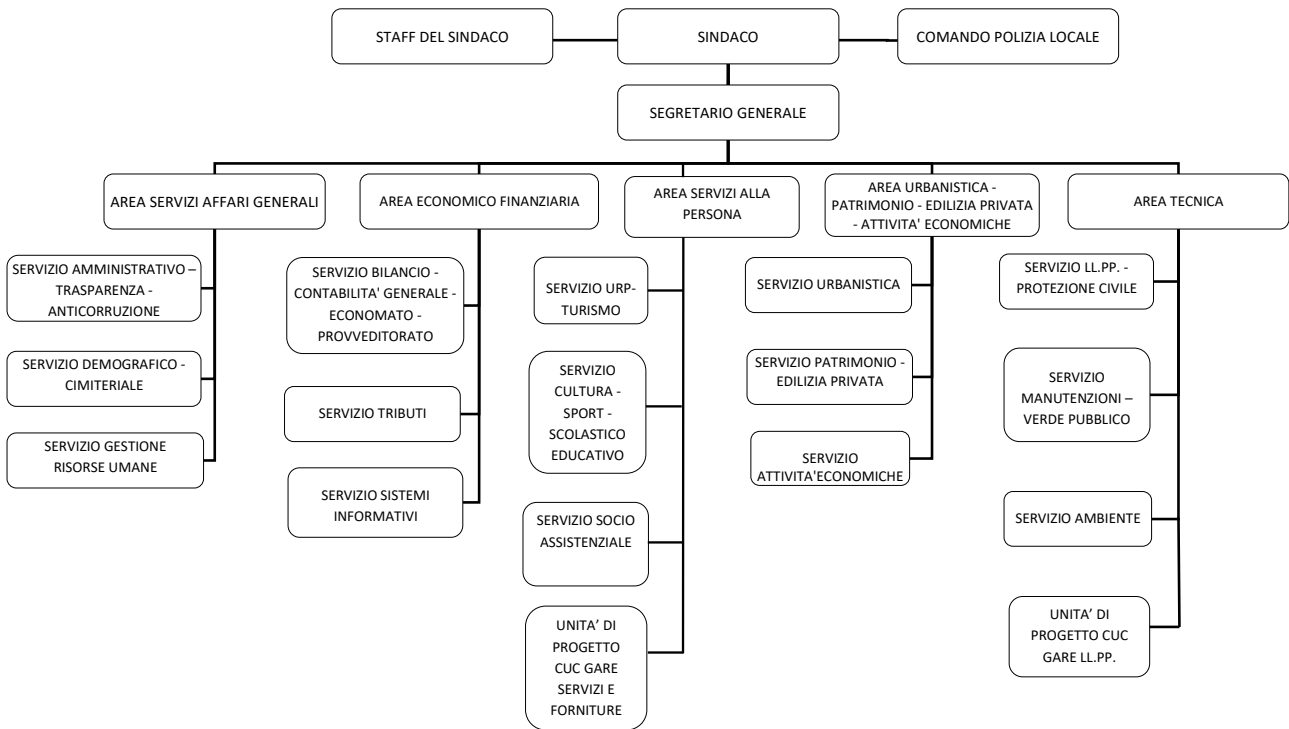 STAFF DEL SINDACO
SINDACO
COMANDO POLIZIA LOCALE
SEGRETARIO GENERALE
AREA SERVIZI AFFARI GENERALI
AREA ECONOMICO FINANZIARIA
AREA SERVIZI ALLA
PERSONA
AREA URBANISTICA -
PATRIMONIO - EDILIZIA PRIVATA
- ATTIVITA' ECONOMICHE
AREA TECNICA
SERVIZIO AMMINISTRATIVO –
TRASPARENZA -
ANTICORRUZIONE
SERVIZIO DEMOGRAFICO -
CIMITERIALE
SERVIZIO GESTIONE
RISORSE UMANE
SERVIZIO BILANCIO -
CONTABILITA' GENERALE -
ECONOMATO -
PROVVEDITORATO
SERVIZIO TRIBUTI
SERVIZIO SISTEMI
INFORMATIVI
SERVIZIO URP-
TURISMO
SERVIZIO
CULTURA -
SPORT -
SCOLASTICO
EDUCATIVO
SERVIZIO SOCIO
ASSISTENZIALE
UNITA’ DI
PROGETTO
CUC GARE
SERVIZI E
FORNITURE
SERVIZIO URBANISTICA
SERVIZIO PATRIMONIO -
EDILIZIA PRIVATA
SERVIZIO
ATTIVITA'ECONOMICHE
SERVIZIO LL.PP. -
PROTEZIONE CIVILE
SERVIZIO
MANUTENZIONI –
VERDE PUBBLICO
SERVIZIO AMBIENTE
UNITA’ DI
PROGETTO CUC
GARE LL.PP.